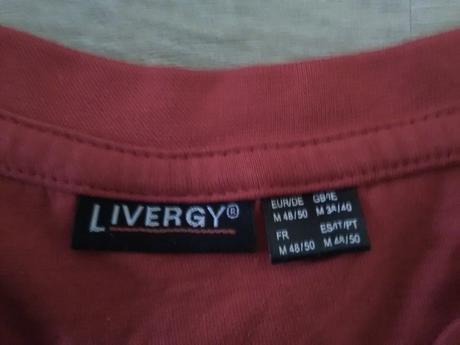 LIVERGY®
EUR/DE GB/IE
M 48/50 M 38/40
FR ES/IT/PT
M 48/50 M 48/50